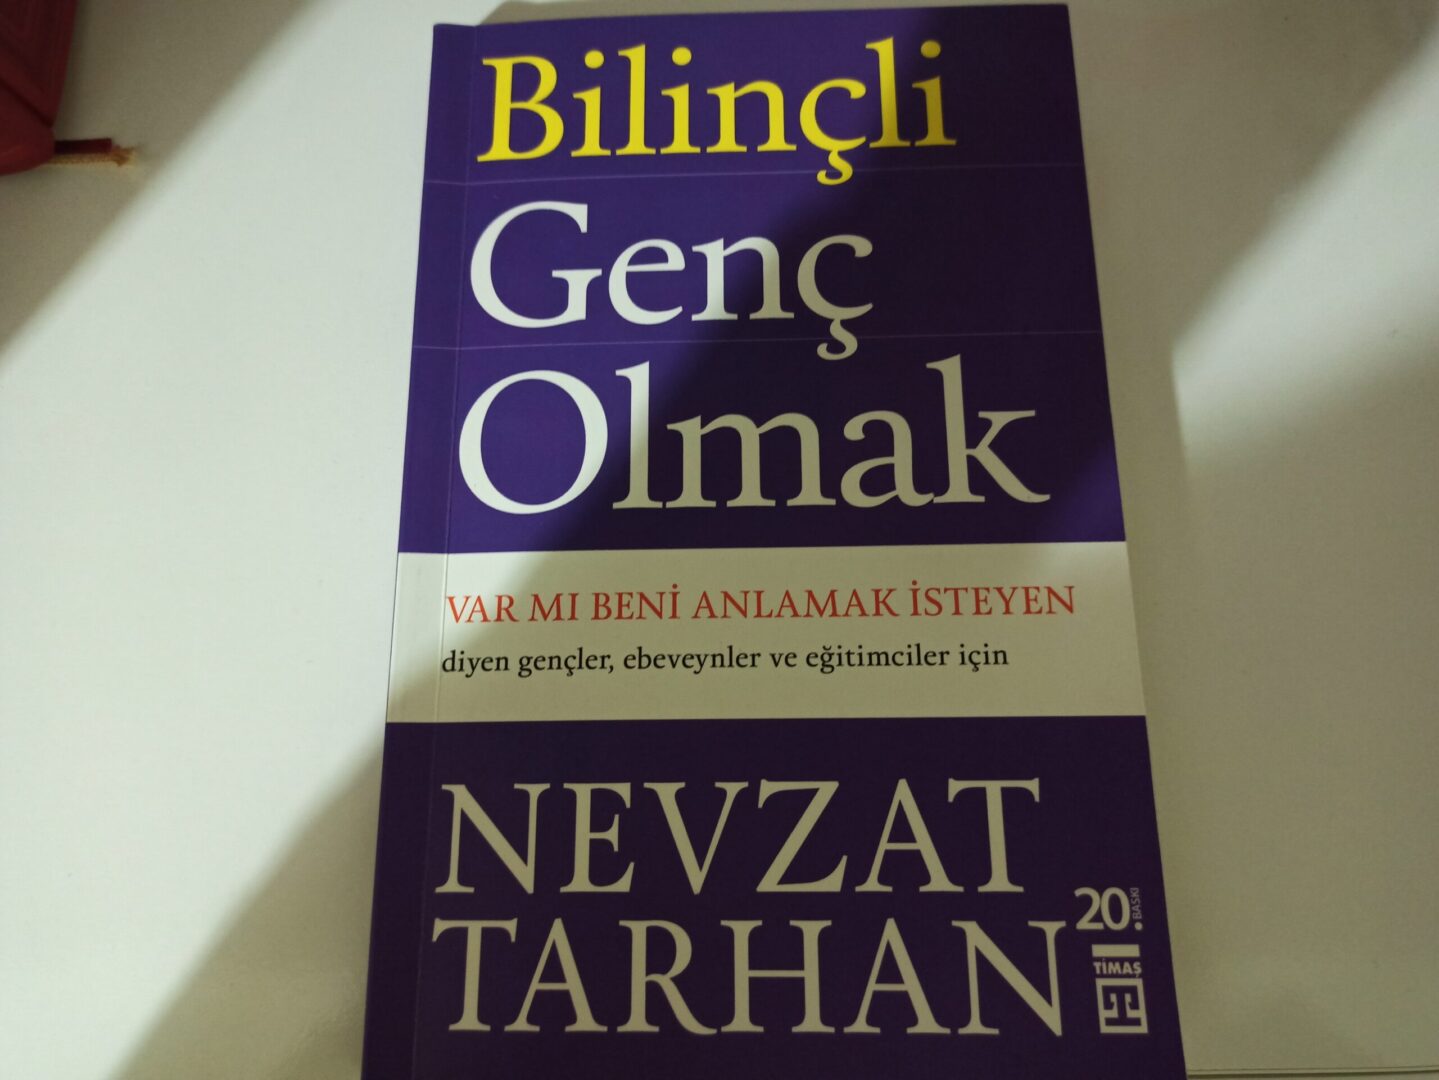 Bilinçli
Genç
Olmak
VAR MI BENİ ANLAMAK İSTEYEN
diyen gençler, ebeveynler ve eğitimciler için
NEVZAT
TARHAN
20. BASKI
TİMAŞ